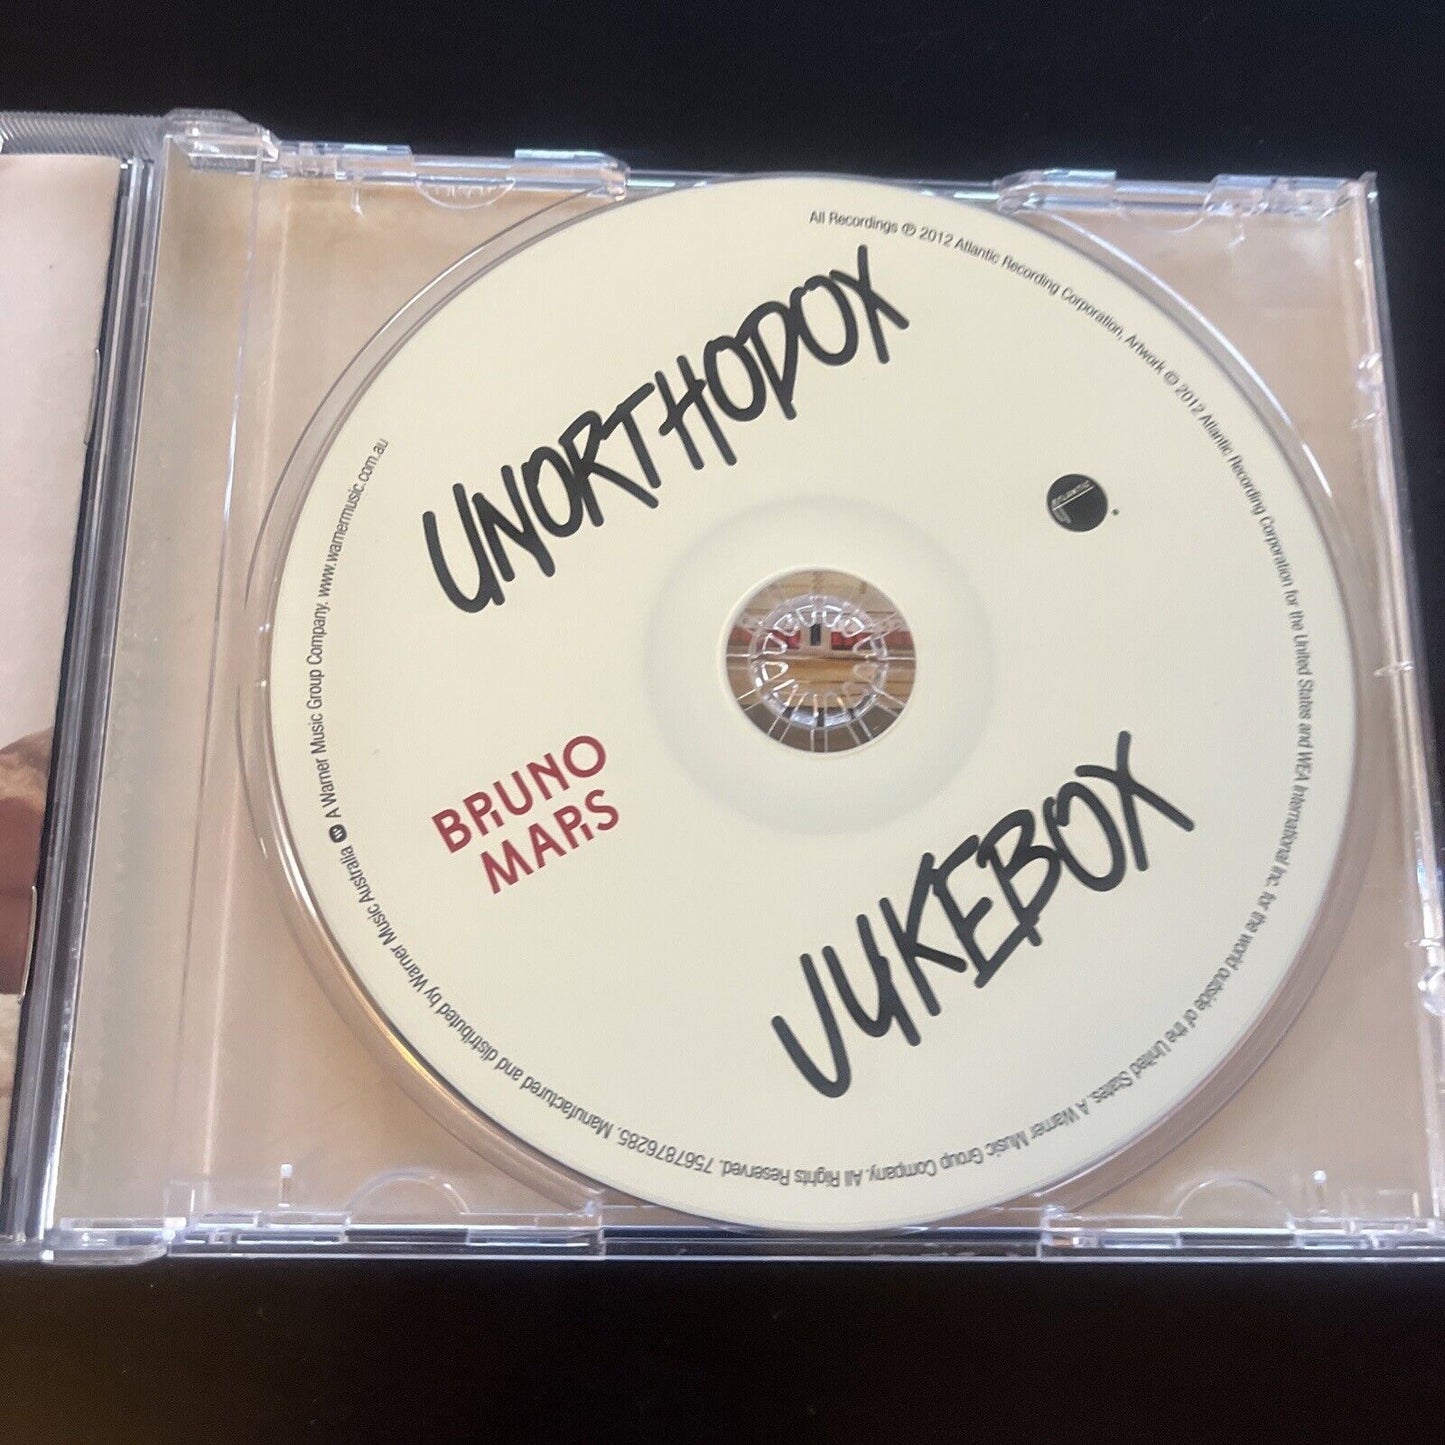 UNORTHODOX
JUKEBOX
BRUNO
MARS
ATLANTIC
All Recordings ℗ 2012 Atlantic Recording Corporation, Artwork © 2012 Atlantic Recording Corporation for the United States and WEA International Inc. for the world outside of the United States. A Warner Music Group Company. All Rights Reserved. 7567876285. Manufactured and distributed by Warner Music Australia A Warner Music Group Company. www.warnermusic.com.au